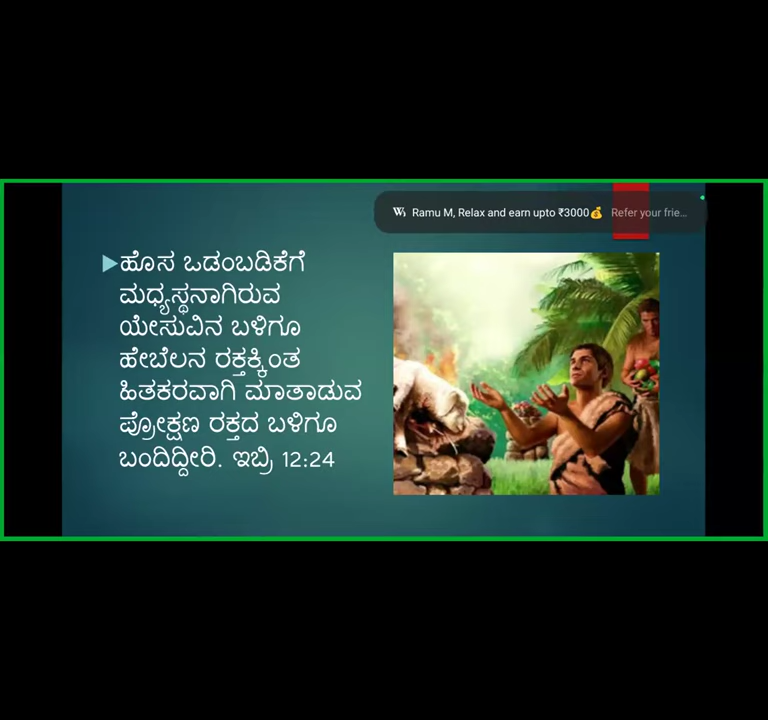 Ramu M, Relax and earn upto ₹3000💰 Refer your frie...
ಹೊಸ ಒಡಂಬಡಿಕೆಗೆ
ಮಧ್ಯಸ್ಥನಾಗಿರುವ
ಯೇಸುವಿನ ಬಳಿಗೂ
ಹೇಬೆಲನ ರಕ್ತಕ್ಕಿಂತ
ಹಿತಕರವಾಗಿ ಮಾತಾಡುವ
ಪ್ರೋಕ್ಷಣ ರಕ್ತದ ಬಳಿಗೂ
ಬಂದಿದ್ದೀರಿ. ಇಬ್ರಿ 12:24